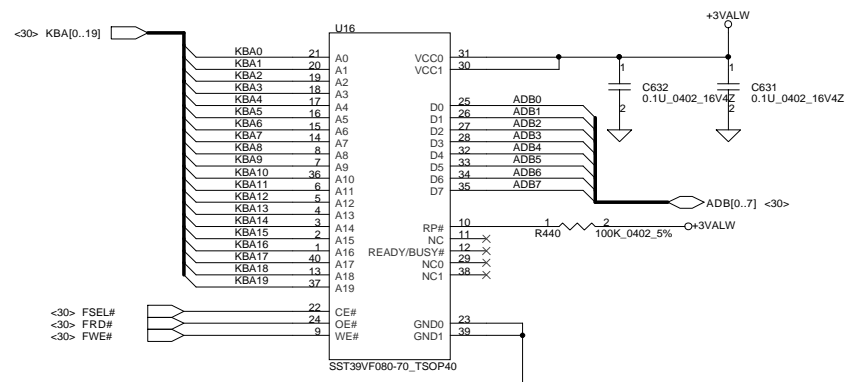 +3VALW
U16
<30> KBA[0..19]
KBA0 21 A0 VCC0 31
KBA1 20 A1 VCC1 30
KBA2 19 A2
KBA3 18 A3
KBA4 17 A4
KBA5 16 A5
KBA6 15 A6
KBA7 14 A7
KBA8 8 A8
KBA9 7 A9
KBA10 36 A10
KBA11 6 A11
KBA12 5 A12
KBA13 4 A13
KBA14 3 A14
KBA15 2 A15
KBA16 1 A16
KBA17 40 A17
KBA18 13 A18
KBA19 37 A19
1 C632 2
0.1U_0402_16V4Z
1 C631 2
0.1U_0402_16V4Z
D0 25 ADB0
D1 26 ADB1
D2 27 ADB2
D3 28 ADB3
D4 32 ADB4
D5 33 ADB5
D6 34 ADB6
D7 35 ADB7
ADB[0..7] <30>
RP# 10 1 2 +3VALW
R440 100K_0402_5%
NC 11
READY/BUSY# 12
NC0 29
NC1 38
<30> FSEL# 22 CE#
<30> FRD# 24 OE#
<30> FWE# 9 WE#
GND0 23
GND1 39
SST39VF080-70_TSOP40